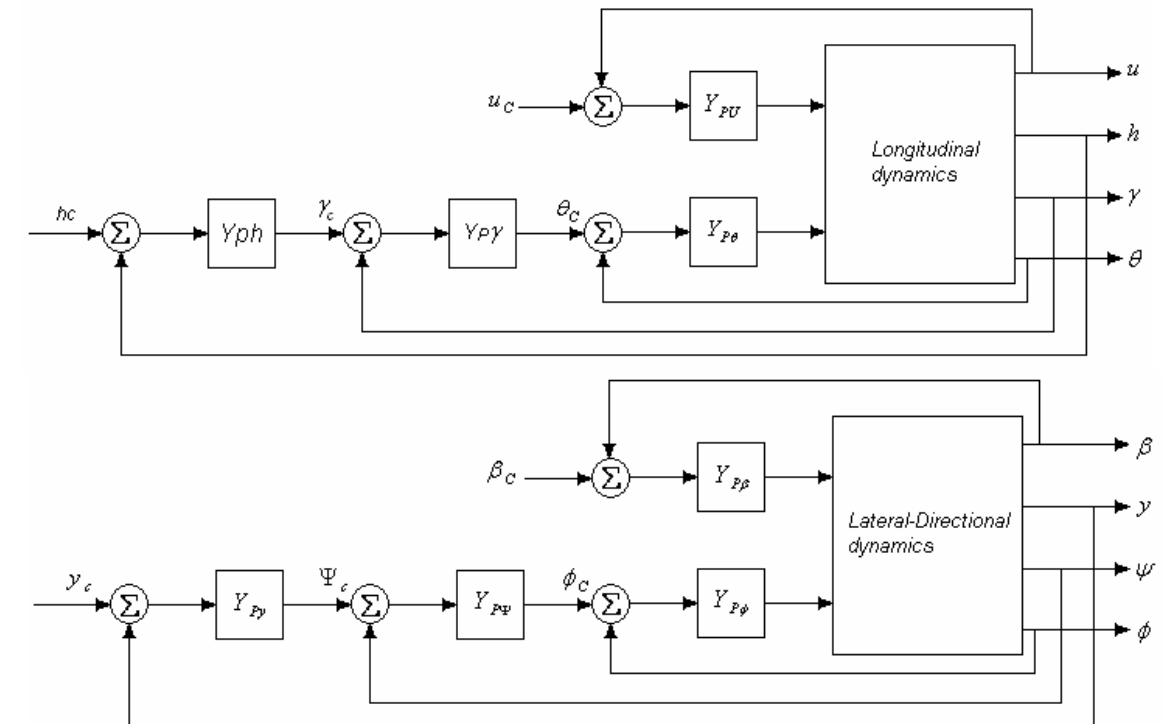 u_C
Σ
Y_PU
u
Longitudinal
dynamics
h
hc
Σ
Yph
γ_c
Σ
YPγ
θ_C
Σ
Y_Pθ
γ
θ
β_C
Σ
Y_Pβ
β
Lateral-Directional
dynamics
y
y_c
Σ
Y_Py
Ψ_c
Σ
Y_PΨ
ϕ_C
Σ
Y_Pϕ
ψ
ϕ